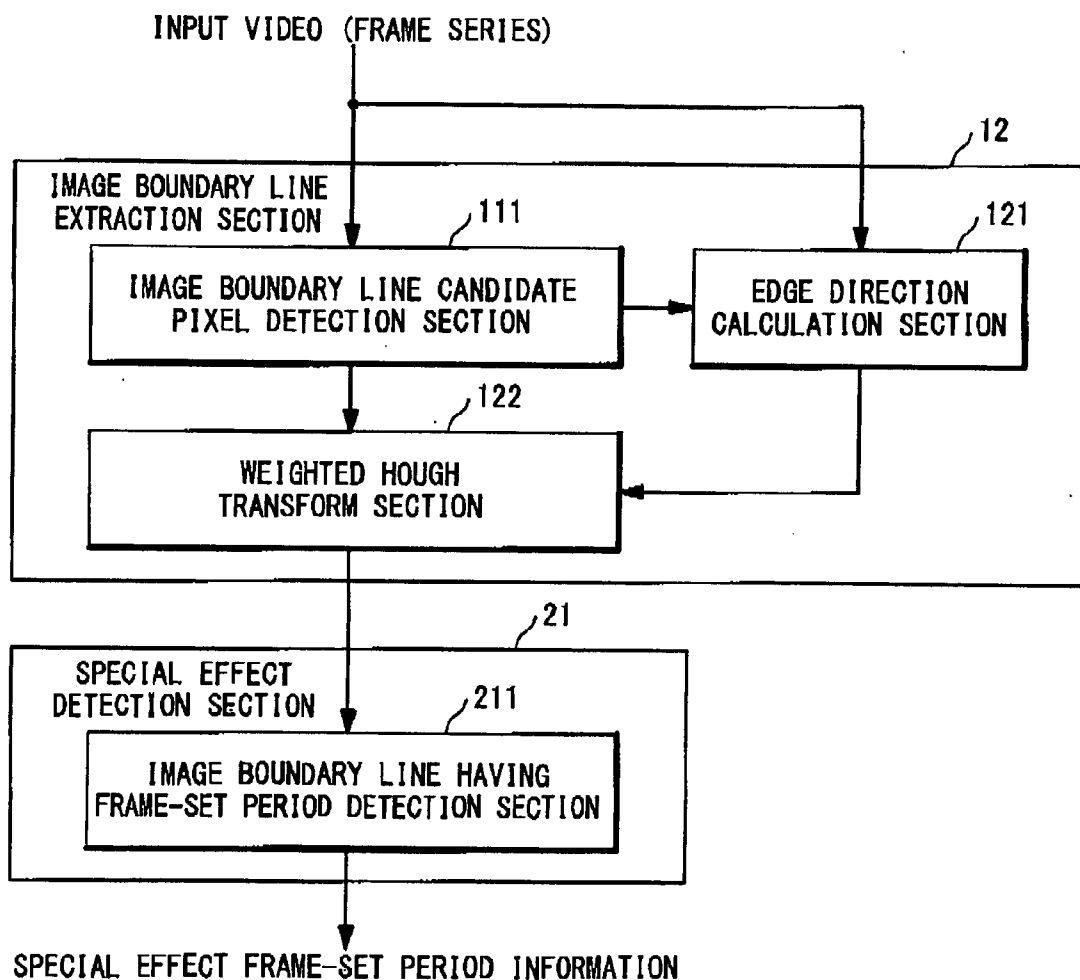 INPUT VIDEO (FRAME SERIES)
12
IMAGE BOUNDARY LINE
EXTRACTION SECTION
111
121
IMAGE BOUNDARY LINE CANDIDATE
PIXEL DETECTION SECTION
EDGE DIRECTION
CALCULATION SECTION
122
WEIGHTED HOUGH
TRANSFORM SECTION
21
SPECIAL EFFECT
DETECTION SECTION
211
IMAGE BOUNDARY LINE HAVING
FRAME-SET PERIOD DETECTION SECTION
SPECIAL EFFECT FRAME-SET PERIOD INFORMATION